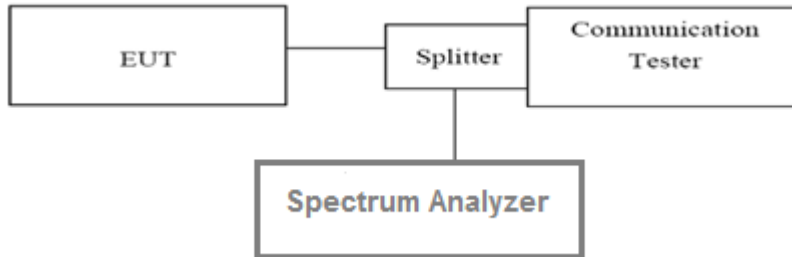 EUT
Splitter
Communication
Tester
Spectrum Analyzer